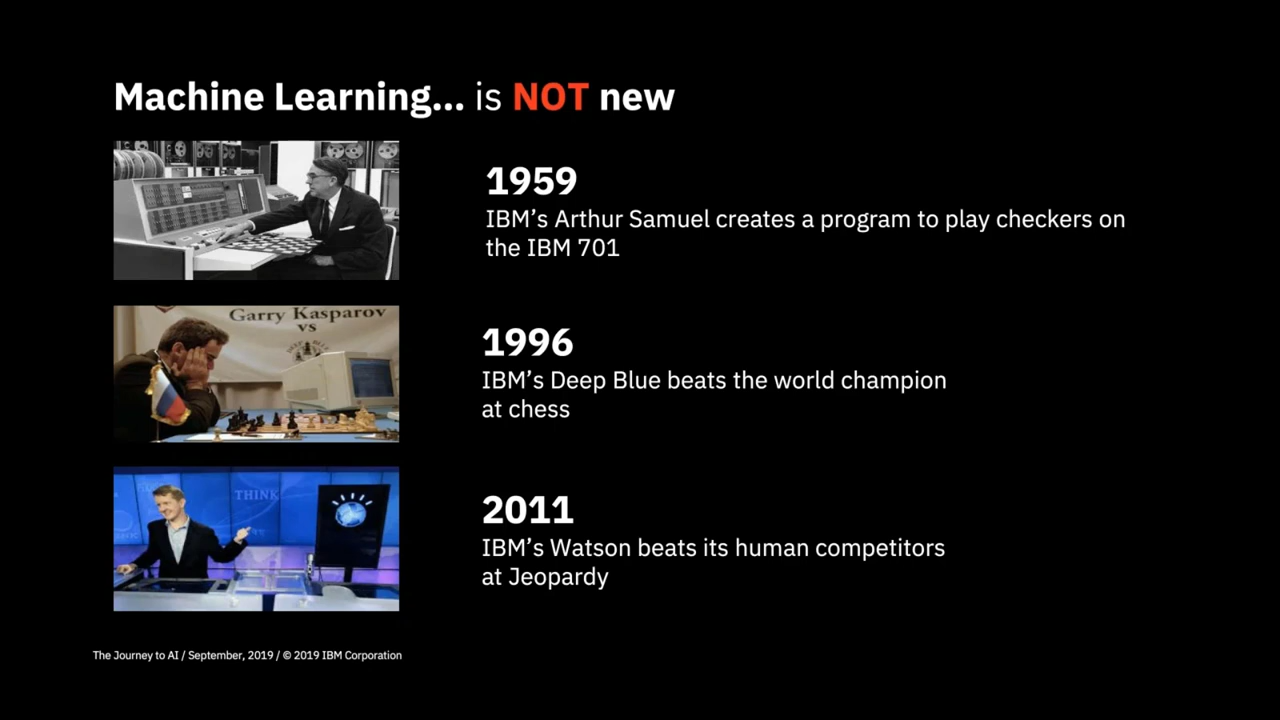 Machine Learning... is NOT new
1959
IBM's Arthur Samuel creates a program to play checkers on
the IBM 701
Garry Kasparov
vs
1996
IBM's Deep Blue beats the world champion
at chess
THINK
2011
IBM's Watson beats its human competitors
at Jeopardy
The Journey to AI / September, 2019 / © 2019 IBM Corporation